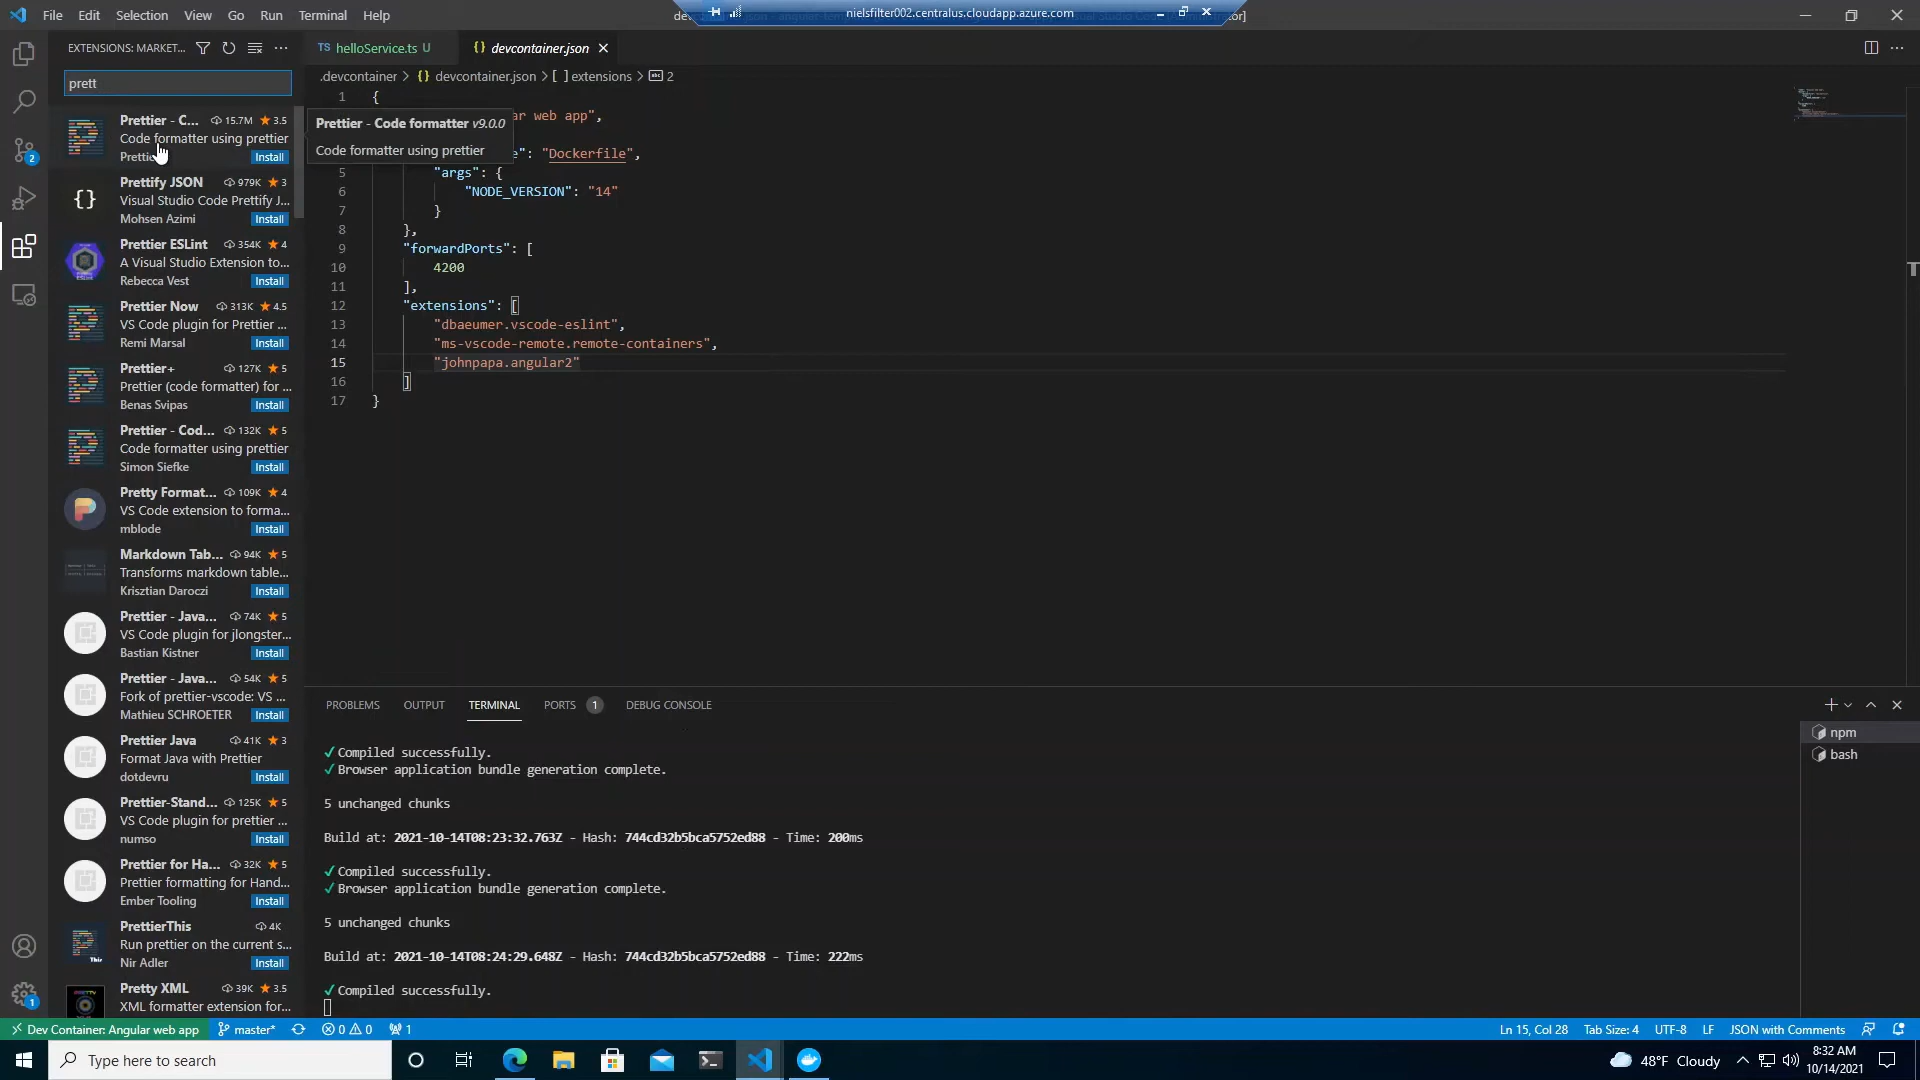 File Edit Selection View Go Run Terminal Help
nielsfilter002.centralus.cloudapp.azure.com
EXTENSIONS: MARKET...
prett
Prettier - C... 15.7M 3.5
Code formatter using prettier
Prettie
Install
Prettify JSON 979K 3
Visual Studio Code Prettify J...
Mohsen Azimi Install
Prettier ESLint 354K 4
A Visual Studio Extension to...
Rebecca Vest Install
Prettier Now 313K 4.5
VS Code plugin for Prettier ...
Remi Marsal Install
Prettier+ 127K 5
Prettier (code formatter) for ...
Benas Svipas Install
Prettier - Cod... 132K 5
Code formatter using prettier
Simon Siefke Install
Pretty Format... 109K 4
VS Code extension to forma...
mblode Install
Markdown Tab... 94K 5
Transforms markdown table...
Krisztian Daroczi Install
Prettier - Java... 74K 5
VS Code plugin for jlongster...
Bastian Kistner Install
Prettier - Java... 54K 5
Fork of prettier-vscode: VS ...
Mathieu SCHROETER Install
Prettier Java 41K 3
Format Java with Prettier
dotdevru Install
Prettier-Stand... 125K 5
VS Code plugin for prettier ...
numso Install
Prettier for Ha... 32K 5
Prettier formatting for Hand...
Ember Tooling Install
PrettierThis 4K
Run prettier on the current s...
Nir Adler Install
Pretty XML 39K 3.5
XML formatter extension for...
TS helloService.ts U
{} devcontainer.json
.devcontainer > {} devcontainer.json > [ ] extensions > abc 2
Prettier - Code formatter v9.0.0
Code formatter using prettier
1 {
ar web app",
e": "Dockerfile",
5 "args": {
6 "NODE_VERSION": "14"
7 }
8 },
9 "forwardPorts": [
10 4200
11 ],
12 "extensions": [
13 "dbaeumer.vscode-eslint",
14 "ms-vscode-remote.remote-containers",
15 "johnpapa.angular2"
16 ]
17 }
PROBLEMS OUTPUT TERMINAL PORTS 1 DEBUG CONSOLE
✓ Compiled successfully.
✓ Browser application bundle generation complete.
5 unchanged chunks
Build at: 2021-10-14T08:23:32.763Z - Hash: 744cd32b5bca5752ed88 - Time: 200ms
✓ Compiled successfully.
✓ Browser application bundle generation complete.
5 unchanged chunks
Build at: 2021-10-14T08:24:29.648Z - Hash: 744cd32b5bca5752ed88 - Time: 222ms
✓ Compiled successfully.
npm
bash
2
1
Dev Container: Angular web app master* 0 0 1
Ln 15, Col 28 Tab Size: 4 UTF-8 LF JSON with Comments
Type here to search
48°F Cloudy
8:32 AM
10/14/2021